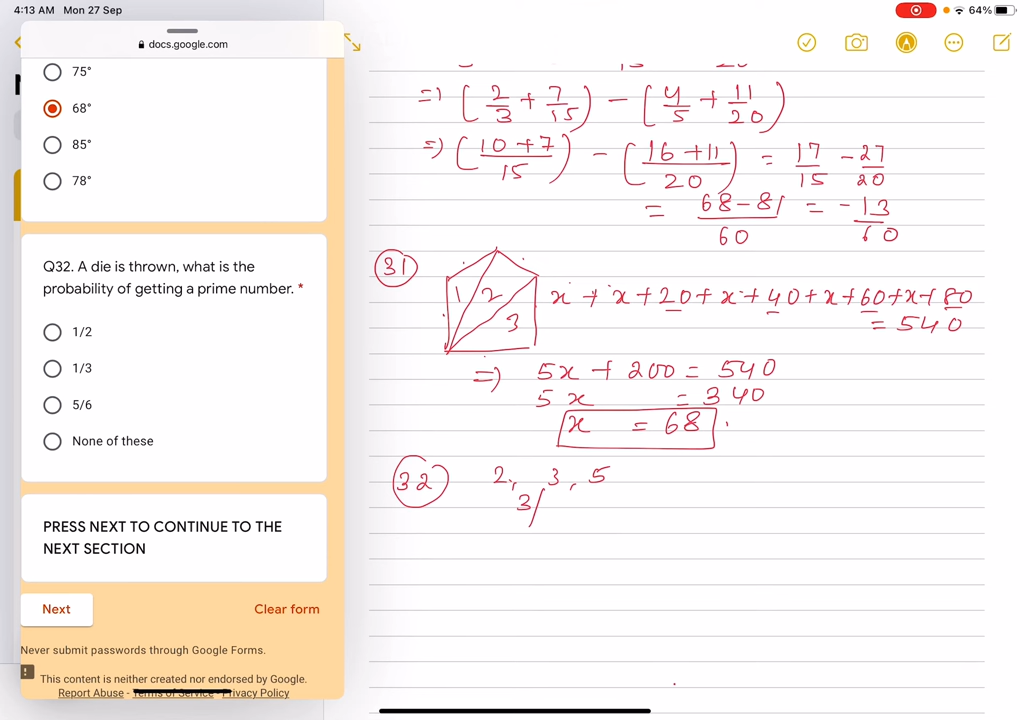 4:13 AM Mon 27 Sep
64%
docs.google.com
75°
68°
85°
78°
Q32. A die is thrown, what is the
probability of getting a prime number. *
1/2
1/3
5/6
None of these
PRESS NEXT TO CONTINUE TO THE
NEXT SECTION
Next
Clear form
Never submit passwords through Google Forms.
This content is neither created nor endorsed by Google.
Report Abuse - Terms of Service - Privacy Policy
=) (2/3 + 7/15) - (4/5 + 11/20)
=) (10+7/15) - (16+11/20) = 17/15 - 27/20
= 68-81/60 = -13/60
31
1 2 3
x + x+20+x+40+x+60+x+80
= 540
=) 5x + 200 = 540
5x = 340
x = 68
32 2, 3, 5
3/